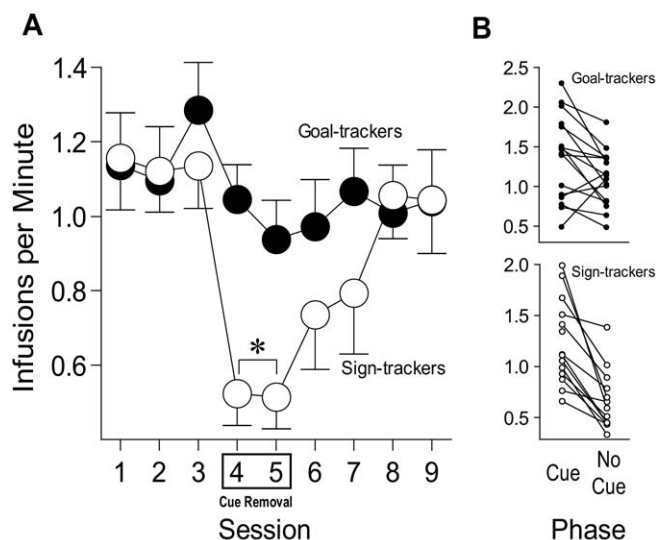 A
B
Infusions per Minute
1.4
1.2
1.0
0.8
0.6
Goal-trackers
*
Sign-trackers
1 2 3 4 5 6 7 8 9
Cue Removal
Session
2.5
2.0
1.5
1.0
0.5
Goal-trackers
2.0
1.5
1.0
0.5
Sign-trackers
Cue No
Cue
Phase